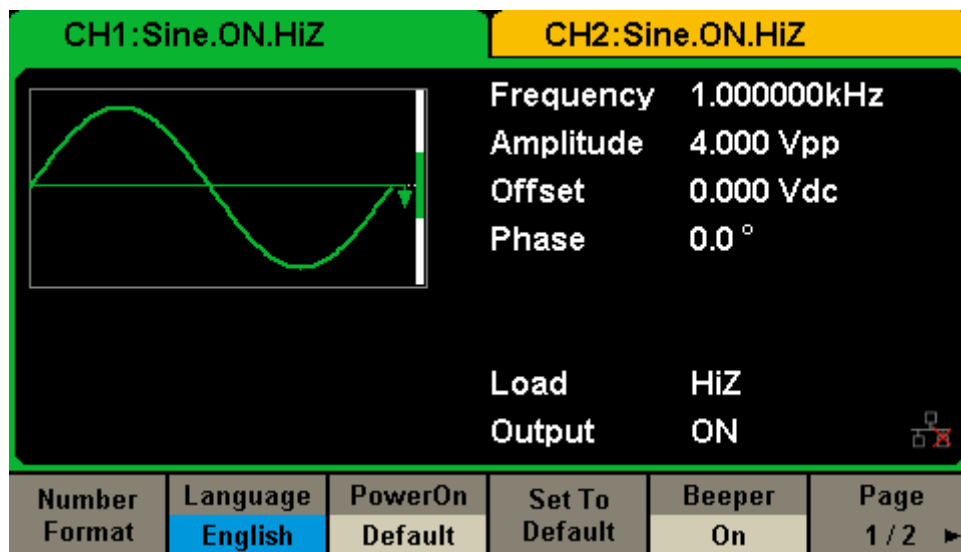 CH1:Sine.ON.HiZ
CH2:Sine.ON.HiZ
Frequency 1.000000kHz
Amplitude 4.000 Vpp
Offset 0.000 Vdc
Phase 0.0 °
Load HiZ
Output ON
Number Format
Language English
PowerOn Default
Set To Default
Beeper On
Page 1/2 ►